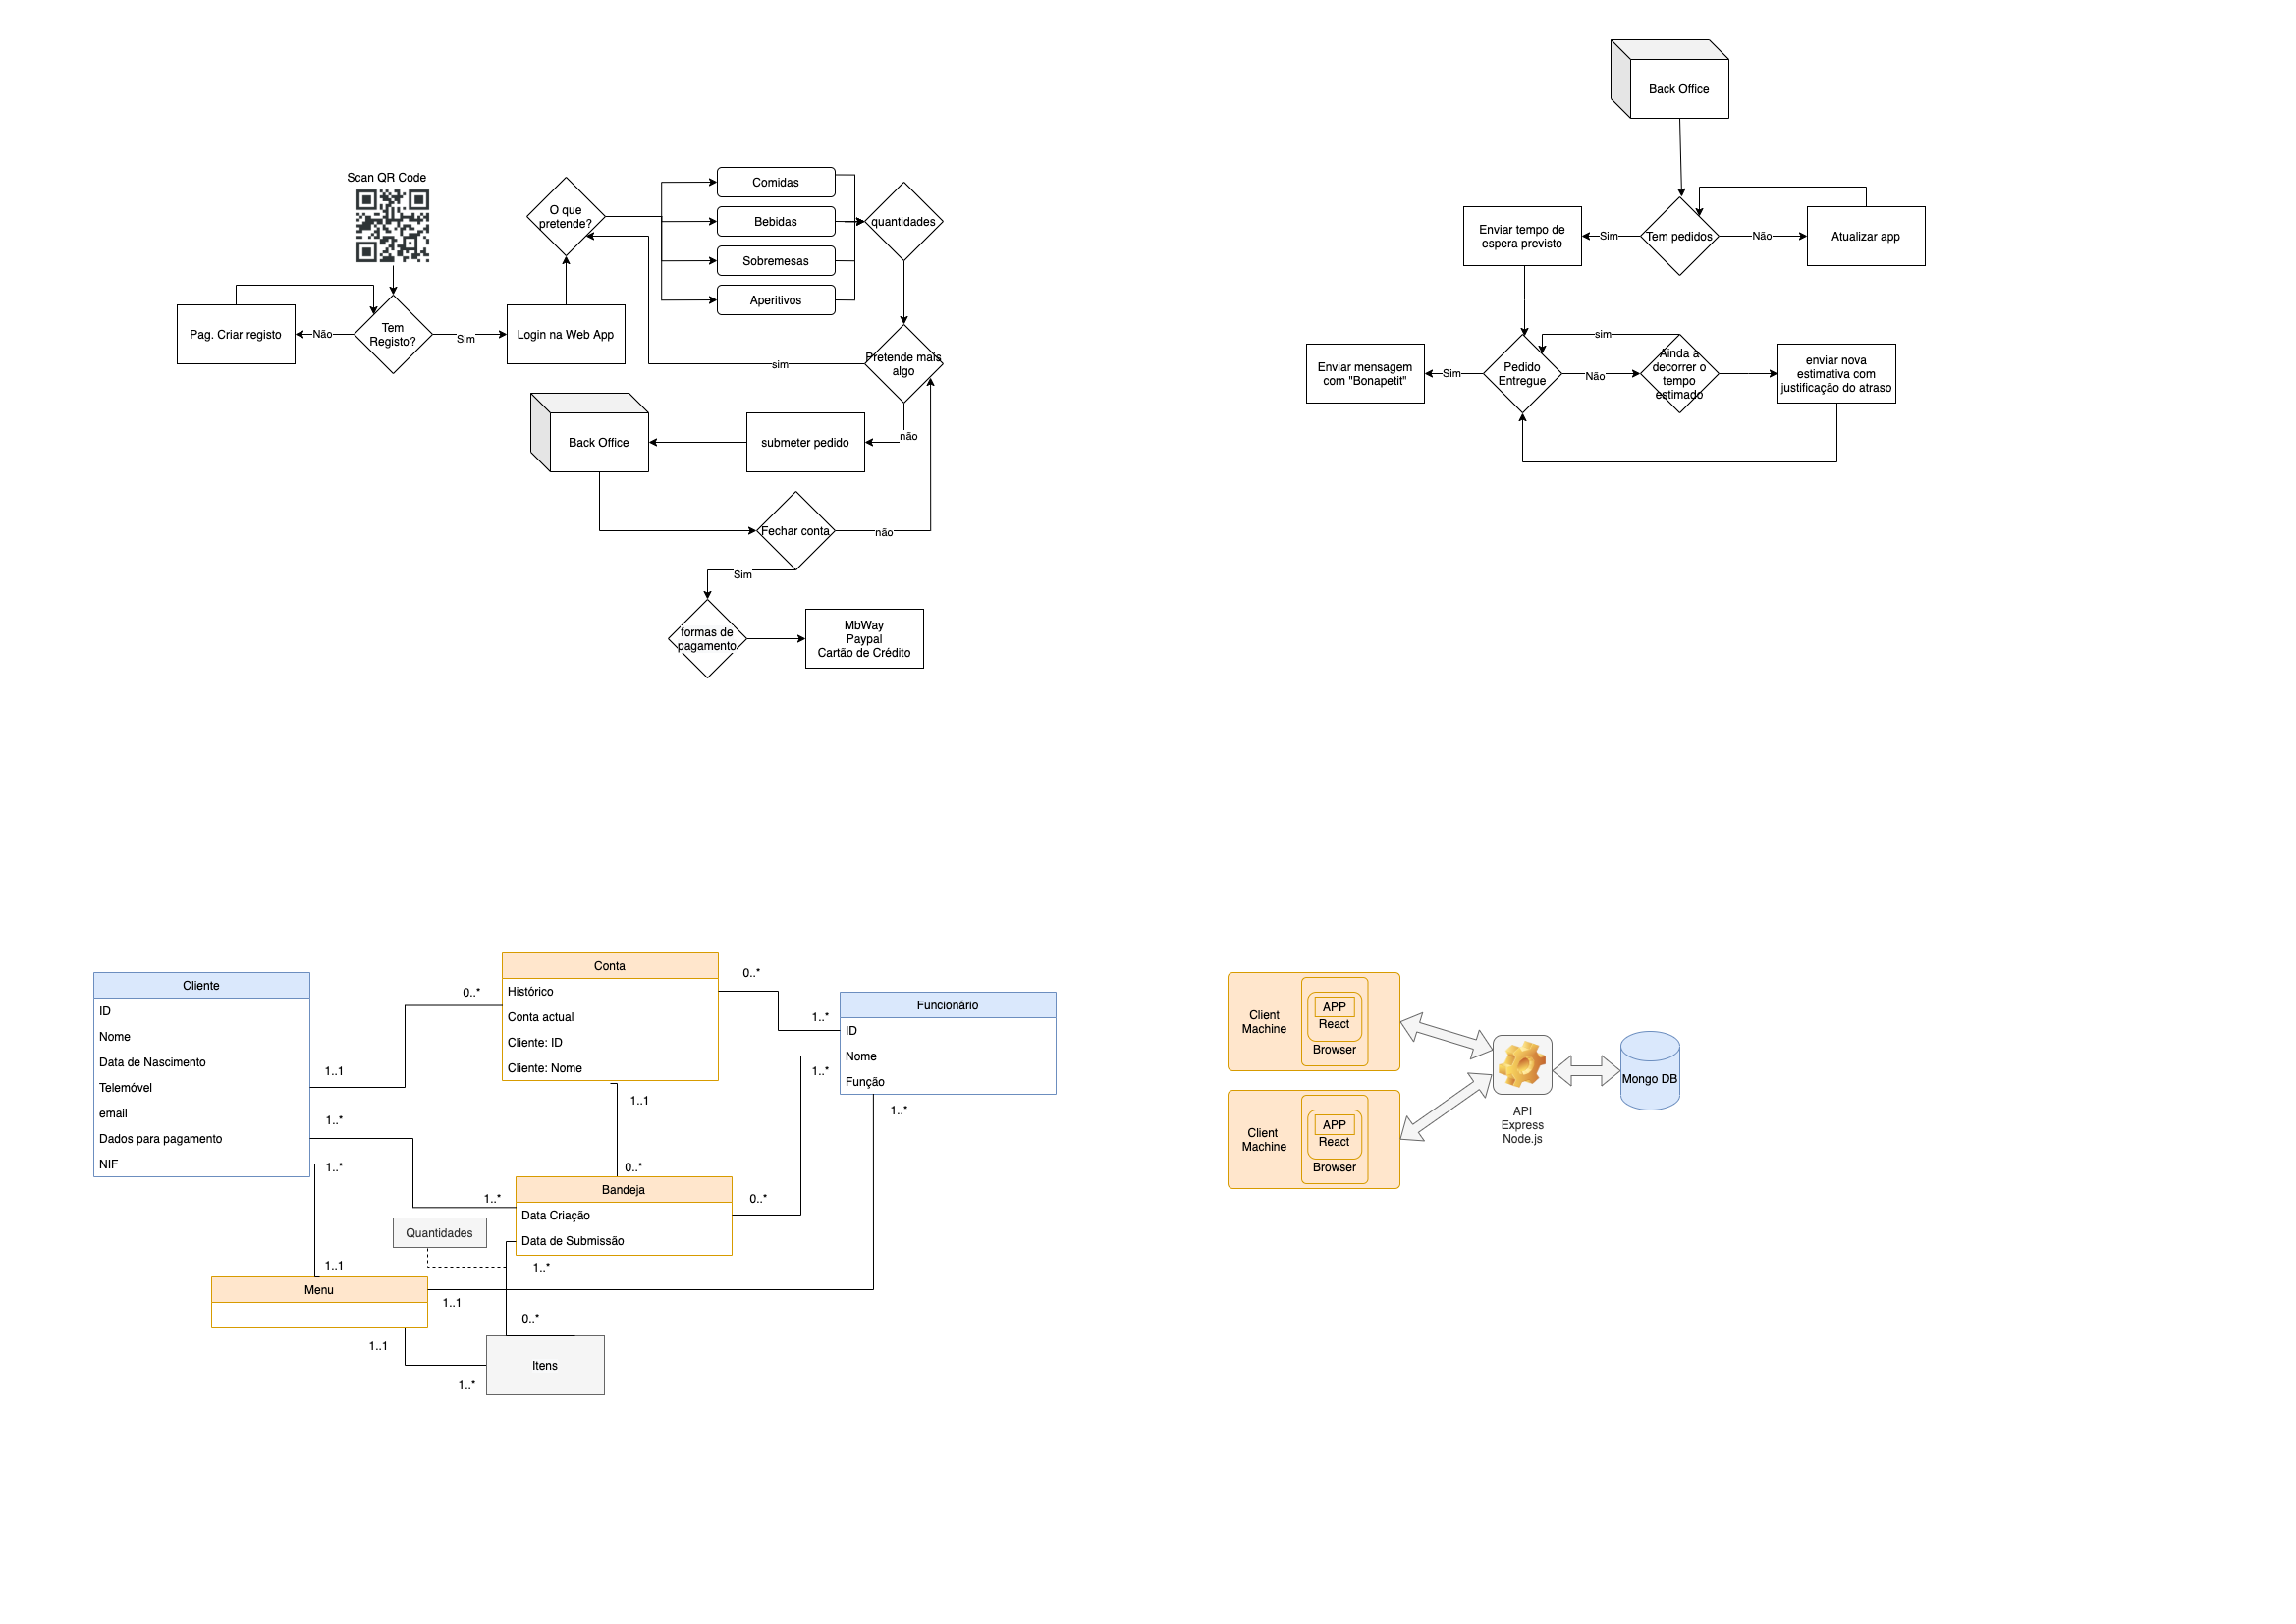 Scan QR Code
Tem
Registo?
Não
Pag. Criar registo
Sim
Login na Web App
O que
pretende?
Comidas
Bebidas
Sobremesas
Aperitivos
quantidades
Pretende mais
algo
sim
não
submeter pedido
Back Office
Fechar conta
não
Sim
formas de
pagamento
MbWay
Paypal
Cartão de Crédito
Back Office
Tem pedidos
Não
Atualizar app
Sim
Enviar tempo de
espera previsto
Pedido
Entregue
Sim
Enviar mensagem
com "Bonapetit"
Não
Ainda a
decorrer o
tempo
estimado
sim
enviar nova
estimativa com
justificação do atraso
Cliente
ID
Nome
Data de Nascimento
Telemóvel
email
Dados para pagamento
NIF
1..1
1..*
1..*
0..*
Conta
Histórico
Conta actual
Cliente: ID
Cliente: Nome
0..*
1..1
0..*
1..*
1..*
1..*
Funcionário
ID
Nome
Função
Bandeja
Data Criação
Data de Submissão
1..*
0..*
1..*
Quantidades
1..1
Menu
1..1
1..1
0..*
1..*
Itens
Client
Machine
APP
React
Browser
Client
Machine
APP
React
Browser
API
Express
Node.js
Mongo DB